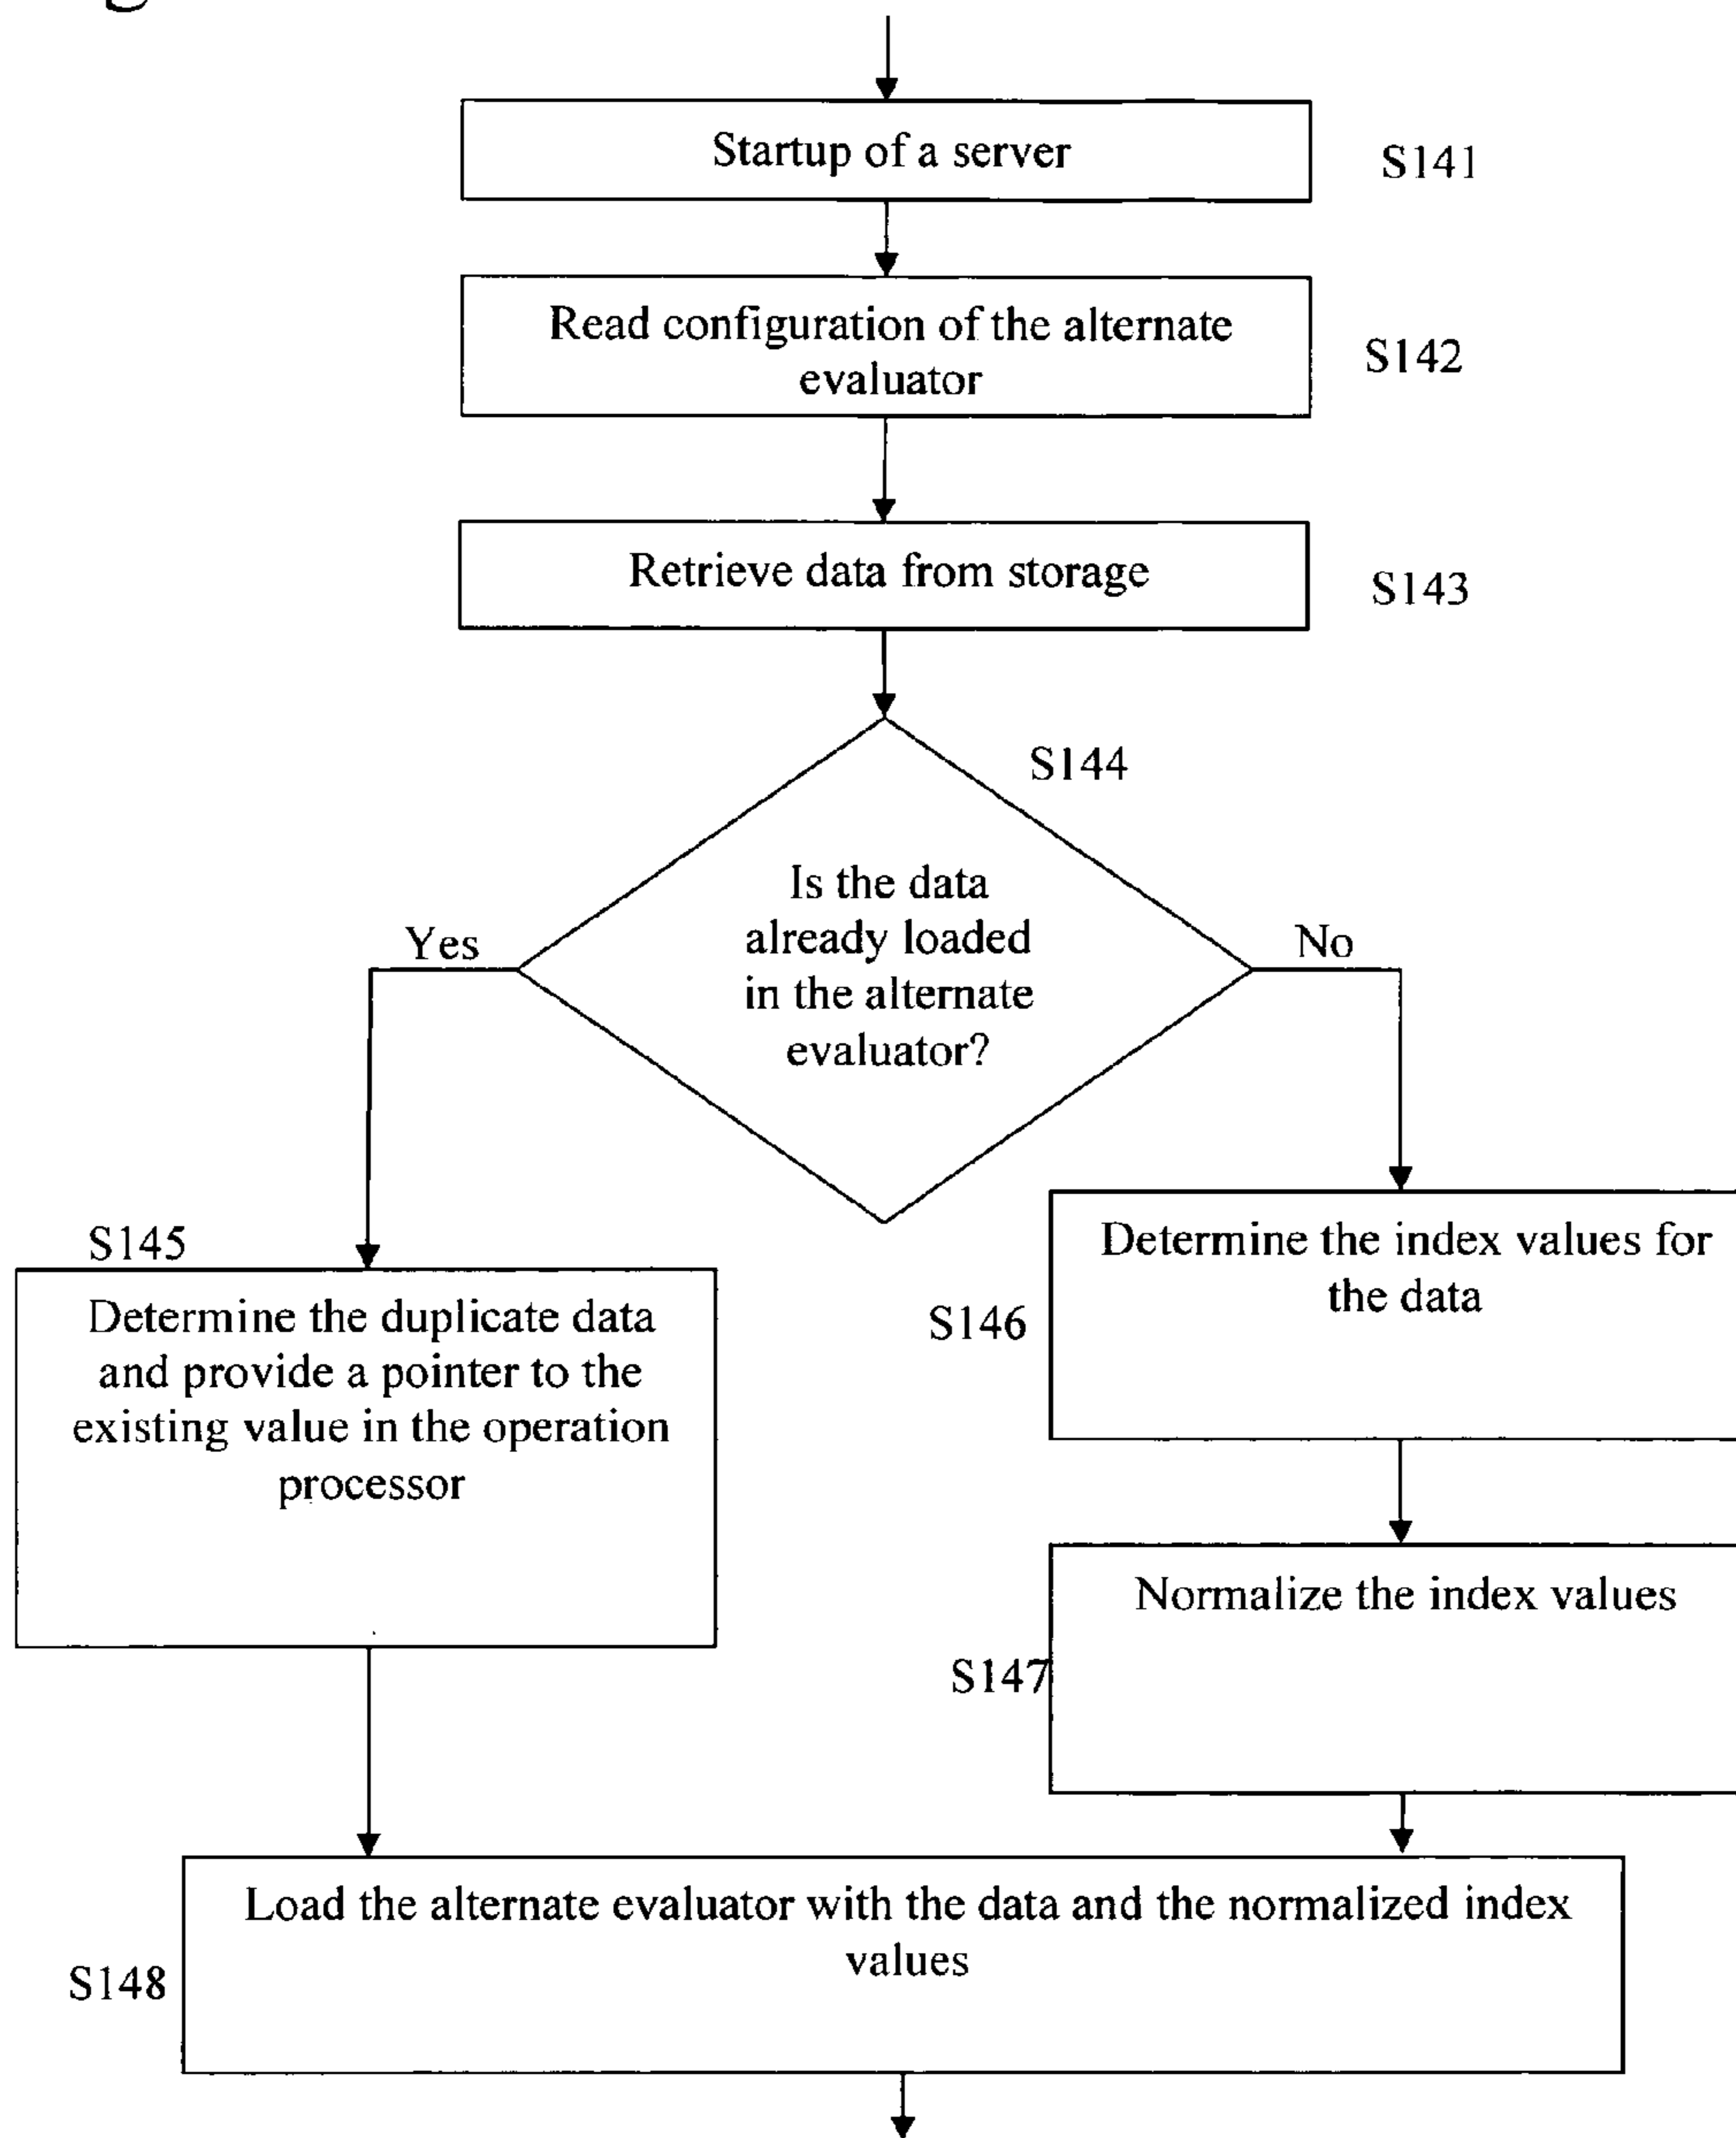 Startup of a server
S141
Read configuration of the alternate
evaluator
S142
Retrieve data from storage
S143
S144
Is the data
already loaded
in the alternate
evaluator?
Yes
No
S145
Determine the duplicate data
and provide a pointer to the
existing value in the operation
processor
Determine the index values for
the data
S146
Normalize the index values
S147
Load the alternate evaluator with the data and the normalized index
values
S148